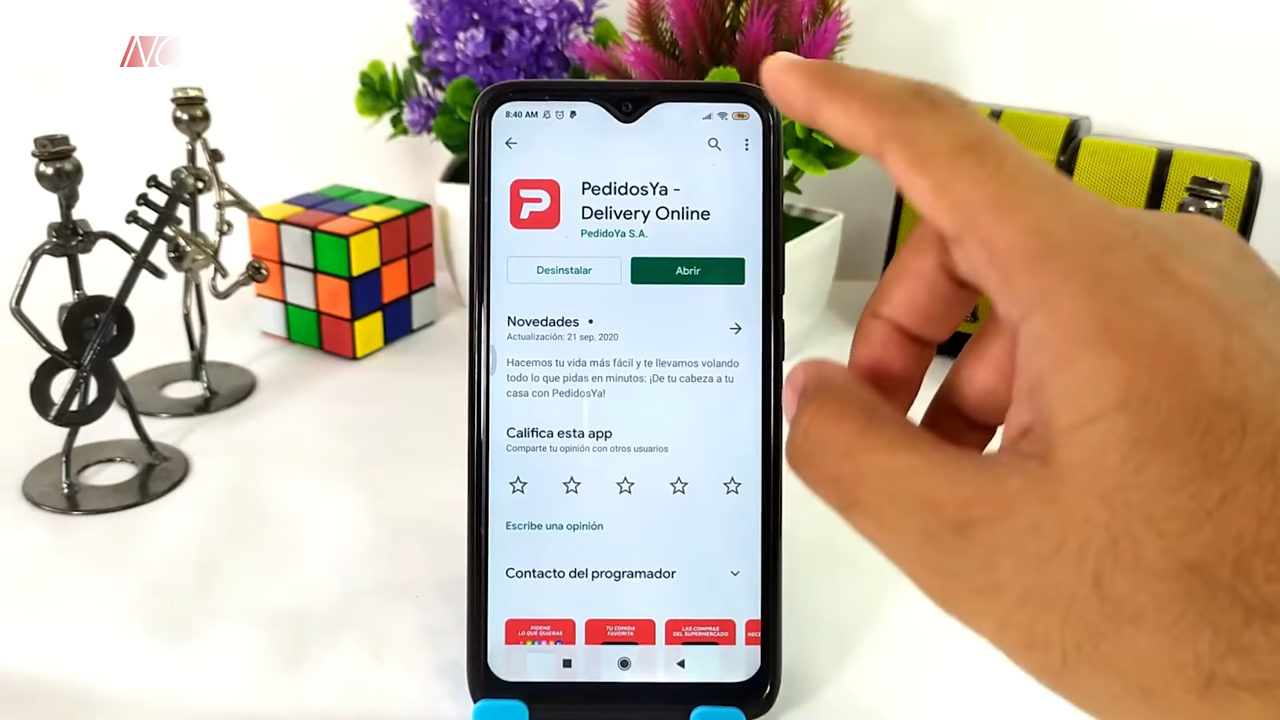 NO
8:40 AM
96
PedidosYa -
Delivery Online
PedidoYa S.A.
Desinstalar
Abrir
Novedades •
Actualización: 21 sep. 2020
Hacemos tu vida más fácil y te llevamos volando
todo lo que pidas en minutos: ¡De tu cabeza a tu
casa con PedidosYa!
Califica esta app
Comparte tu opinión con otros usuarios
Escribe una opinión
Contacto del programador
PÍDEME
LO QUE QUIERAS
TU COMIDA
FAVORITA
LAS COMPRAS
DEL SUPERMERCADO